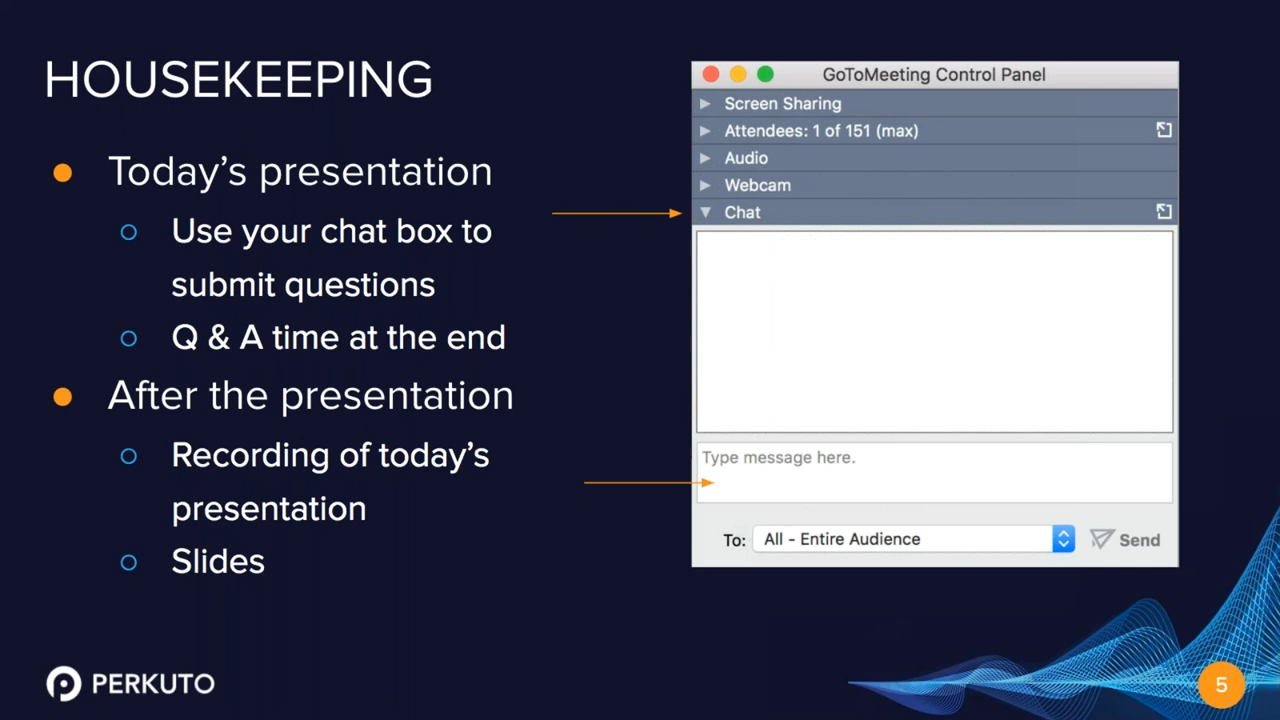 HOUSEKEEPING
Today's presentation
Use your chat box to
submit questions
Q & A time at the end
After the presentation
Recording of today's
presentation
Slides
GoToMeeting Control Panel
Screen Sharing
Attendees: 1 of 151 (max)
Audio
Webcam
Chat
Type message here.
To: All - Entire Audience Send
PERKUTO
5